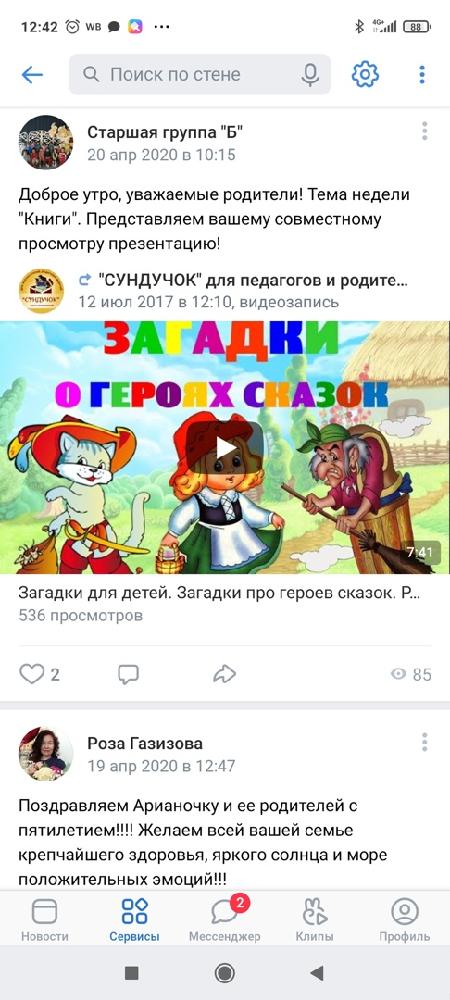 12:42 WB 4G+ 88
Поиск по стене
Старшая группа "Б"
20 апр 2020 в 10:15
Доброе утро, уважаемые родители! Тема недели
"Книги". Представляем вашему совместному
просмотру презентацию!
"СУНДУЧОК" для педагогов и родите...
"СУНДУЧОК"
12 июл 2017 в 12:10, видеозапись
ЗАГАДКИ
О ГЕРОЯХ СКАЗОК
7:41
Загадки для детей. Загадки про героев сказок. Р...
536 просмотров
2 85
Роза Газизова
19 апр 2020 в 12:47
Поздравляем Арианочку и ее родителей с
пятилетием!!!! Желаем всей вашей семье
крепчайшего здоровья, яркого солнца и море
положительных эмоций!!!
2
Новости Сервисы Мессенджер Клипы Профиль